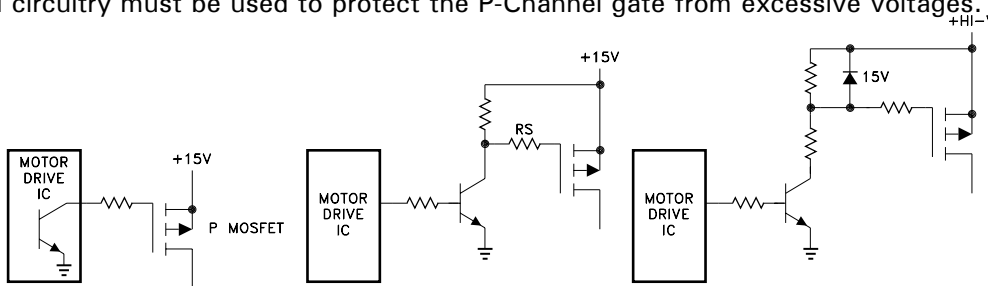 circuitry must be used to protect the P-Channel gate from excessive voltages.
+HI-
+15V
15V
RS
MOTOR
DRIVE
IC
+15V
P MOSFET
MOTOR
DRIVE
IC
MOTOR
DRIVE
IC